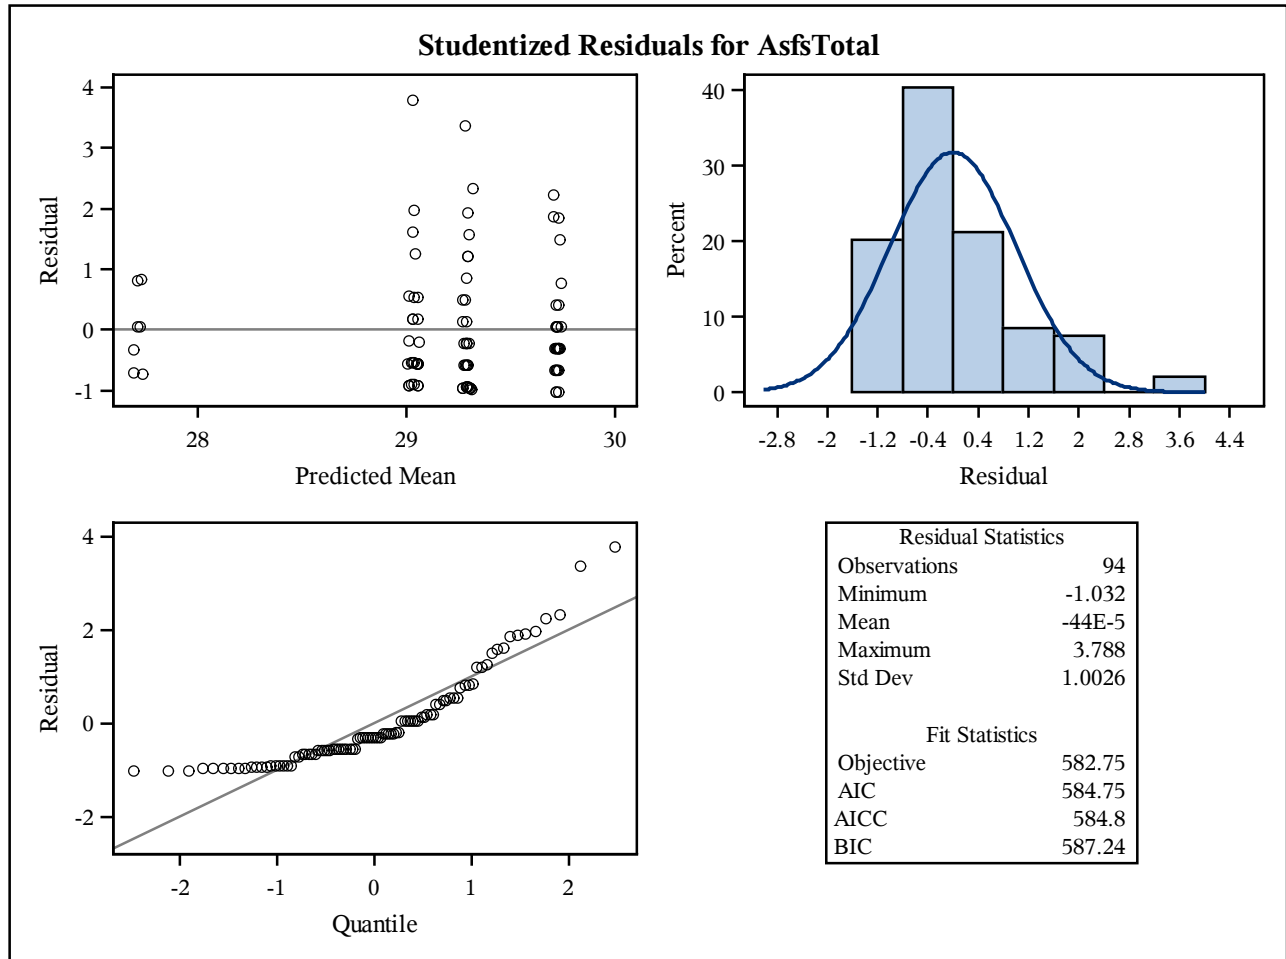 Studentized Residuals for AsfsTotal
4
3
2
1
0
-1
Residual
28
29
30
Predicted Mean
40
30
20
10
0
Percent
-2.8 -2 -1.2 -0.4 0.4 1.2 2 2.8 3.6 4.4
Residual
4
2
0
-2
Residual
-2 -1 0 1 2
Quantile
Residual Statistics
Observations 94
Minimum -1.032
Mean -44E-5
Maximum 3.788
Std Dev 1.0026
Fit Statistics
Objective 582.75
AIC 584.75
AICC 584.8
BIC 587.24